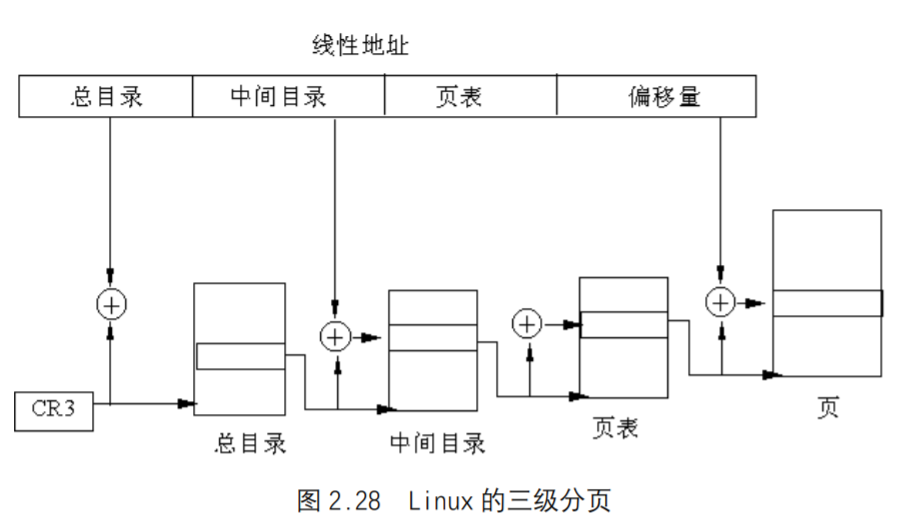 线性地址
总目录 中间目录 页表 偏移量
CR3
总目录
中间目录
页表
页
图 2.28 Linux 的三级分页